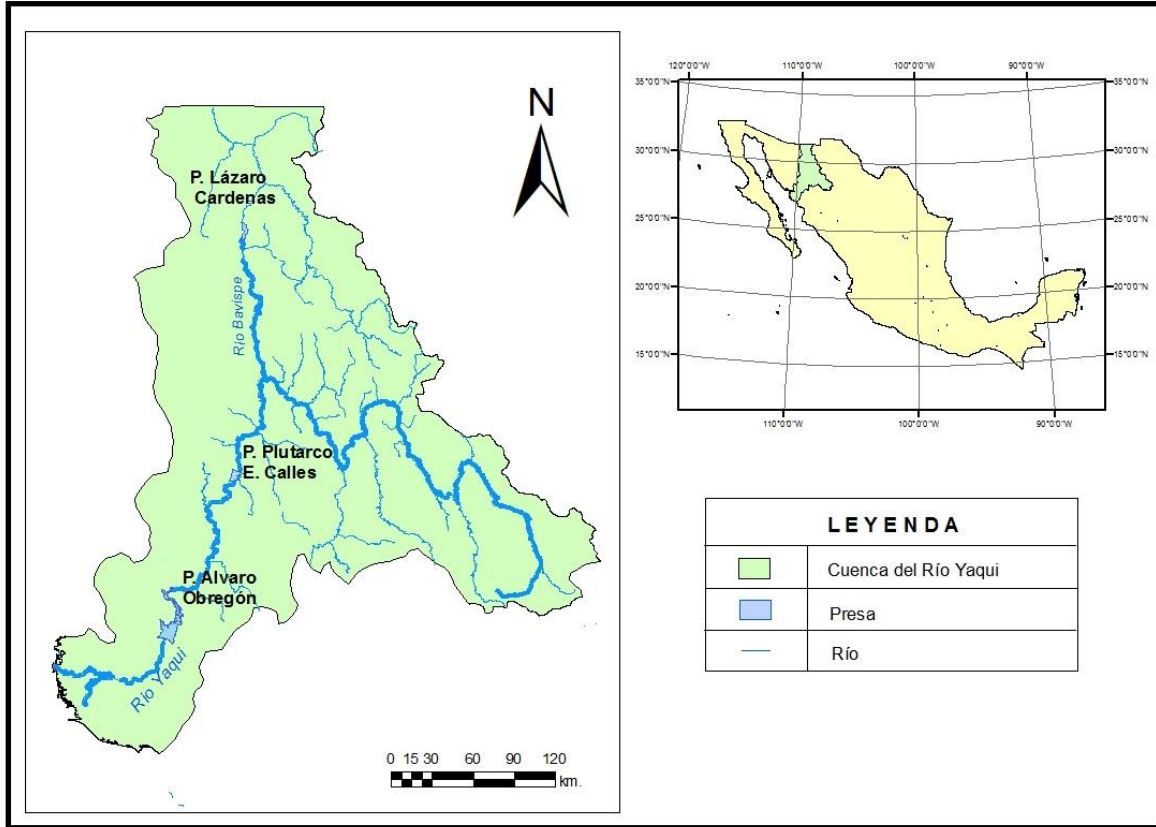 N
P. Lázaro
Cardenas
Río Bavispe
P. Plutarco
E. Calles
P. Alvaro
Obregón
Río Yaqui
0 15 30 60 90 120
km.
120°0'0"W 110°0'0"W 100°0'0"W 90°0'0"W
35°0'0"N 35°0'0"N
30°0'0"N 30°0'0"N
25°0'0"N 25°0'0"N
20°0'0"N 20°0'0"N
15°0'0"N 15°0'0"N
110°0'0"W 100°0'0"W 90°0'0"W
LEYENDA
Cuenca del Río Yaqui
Presa
Río